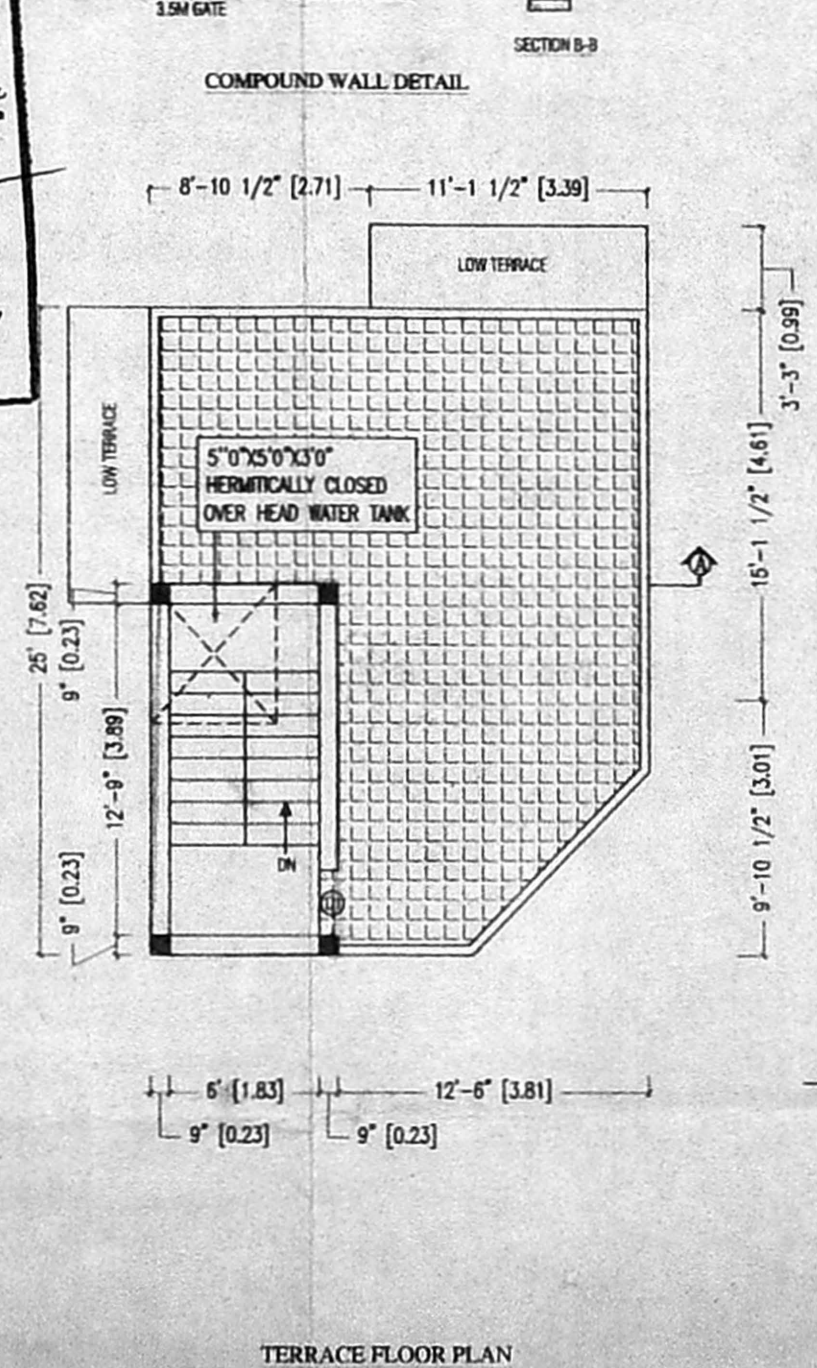 3.5M GATE
SECTION B-B
COMPOUND WALL DETAIL
8'-10 1/2" [2.71]
11'-1 1/2" [3.39]
LOW TERRACE
3'-3" [0.99]
LOW TERRACE
5"0"X5'0"X3'0"
HERMITICALLY CLOSED
OVER HEAD WATER TANK
15'-1 1/2" [4.61]
A
25' [7.62]
9" [0.23]
12'-9" [3.89]
9" [0.23]
DN
9'-10 1/2" [3.01]
6' [1.83]
12'-6" [3.81]
9" [0.23]
9" [0.23]
TERRACE FLOOR PLAN